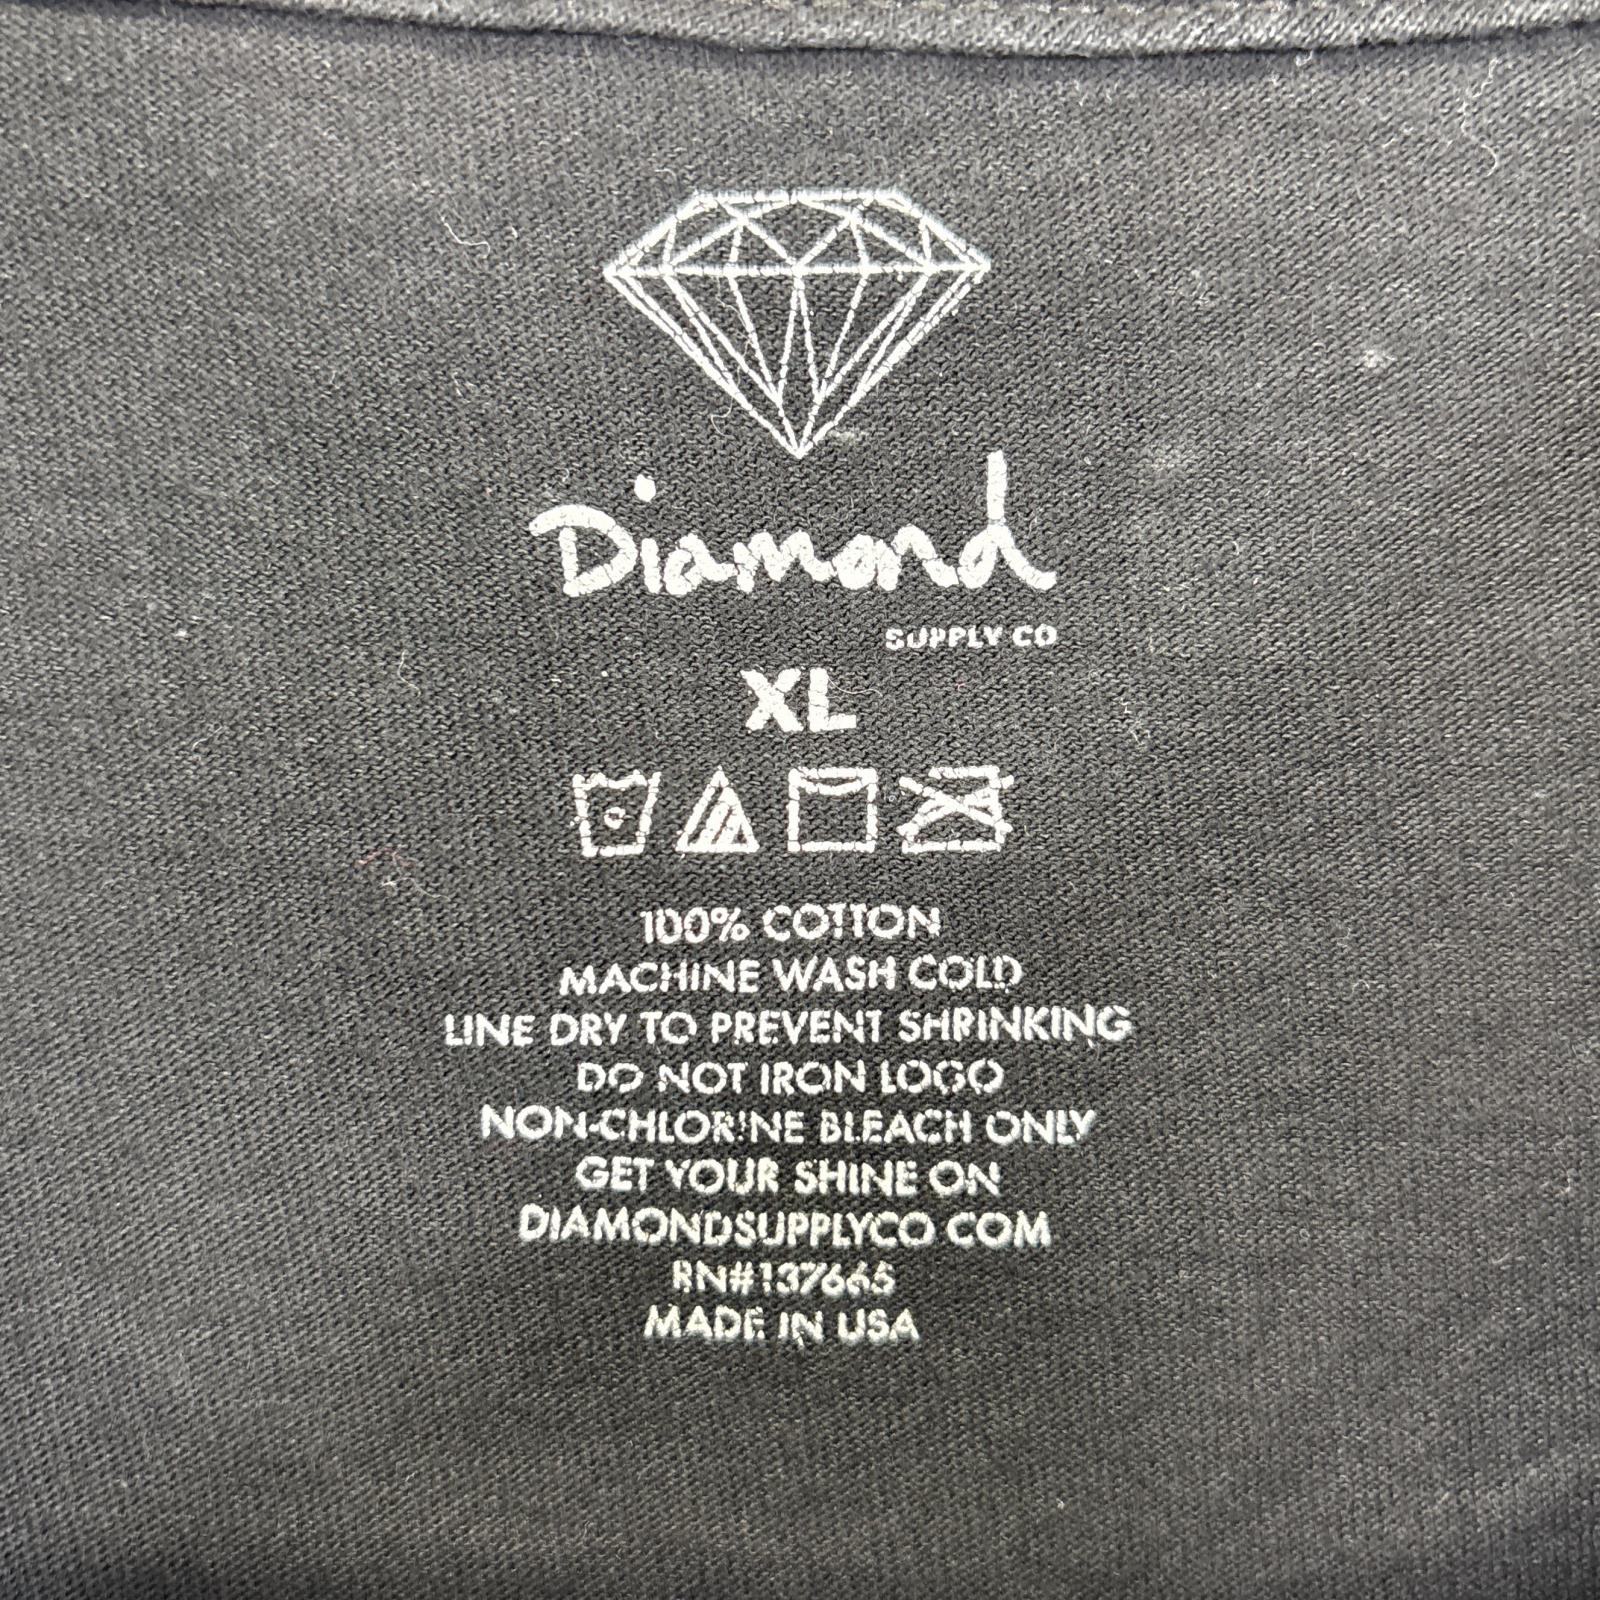 Diamond
SUPPLY CO
XL
C
100% COTTON
MACHINE WASH COLD
LINE DRY TO PREVENT SHRINKING
DO NOT IRON LOGO
NON-CHLORINE BLEACH ONLY
GET YOUR SHINE ON
DIAMONDSUPPLYCO COM
RN#137665
MADE IN USA